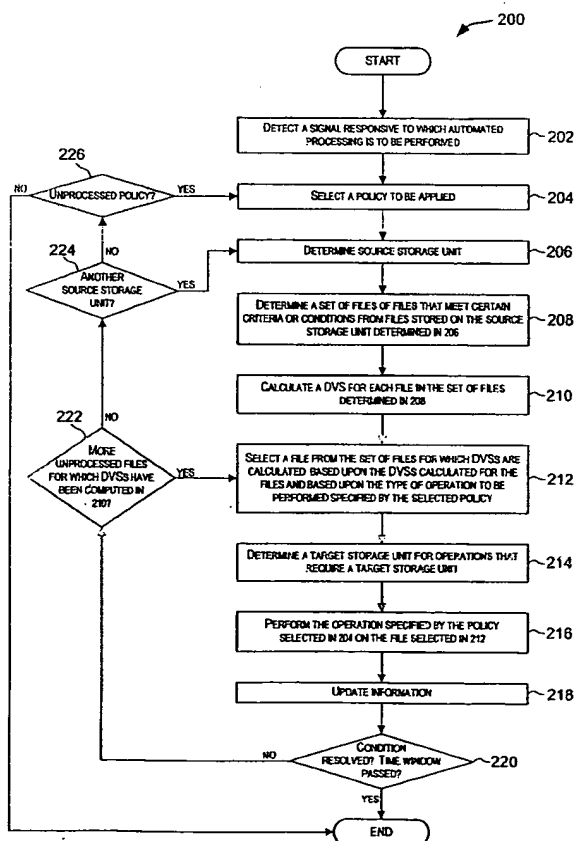 200
START
DETECT A SIGNAL RESPONSIVE TO WHICH AUTOMATED
PROCESSING IS TO BE PERFORMED
202
226
NO
UNPROCESSED POLICY?
YES
SELECT A POLICY TO BE APPLIED
204
224
NO
DETERMINE SOURCE STORAGE UNIT
206
ANOTHER
SOURCE STORAGE
UNIT?
YES
DETERMINE A SET OF FILES OF FILES THAT MEET CERTAIN
CRITERIA OR CONDITIONS FROM FILES STORED ON THE SOURCE
STORAGE UNIT DETERMINED IN 206
208
CALCULATE A DVS FOR EACH FILE IN THE SET OF FILES
DETERMINED IN 208
210
222
NO
MORE
UNPROCESSED FILES
FOR WHICH DVSS HAVE
BEEN COMPUTED IN
210?
YES
SELECT A FILE FROM THE SET OF FILES FOR WHICH DVSS ARE
CALCULATED BASED UPON THE DVSS CALCULATED FOR THE
FILES AND BASED UPON THE TYPE OF OPERATION TO BE
PERFORMED SPECIFIED BY THE SELECTED POLICY
212
DETERMINE A TARGET STORAGE UNIT FOR OPERATIONS THAT
REQUIRE A TARGET STORAGE UNIT
214
PERFORM THE OPERATION SPECIFIED BY THE POLICY
SELECTED IN 204 ON THE FILE SELECTED IN 212
216
UPDATE INFORMATION
218
NO
CONDITION
RESOLVED? TIME WINDOW
PASSED?
220
YES
END